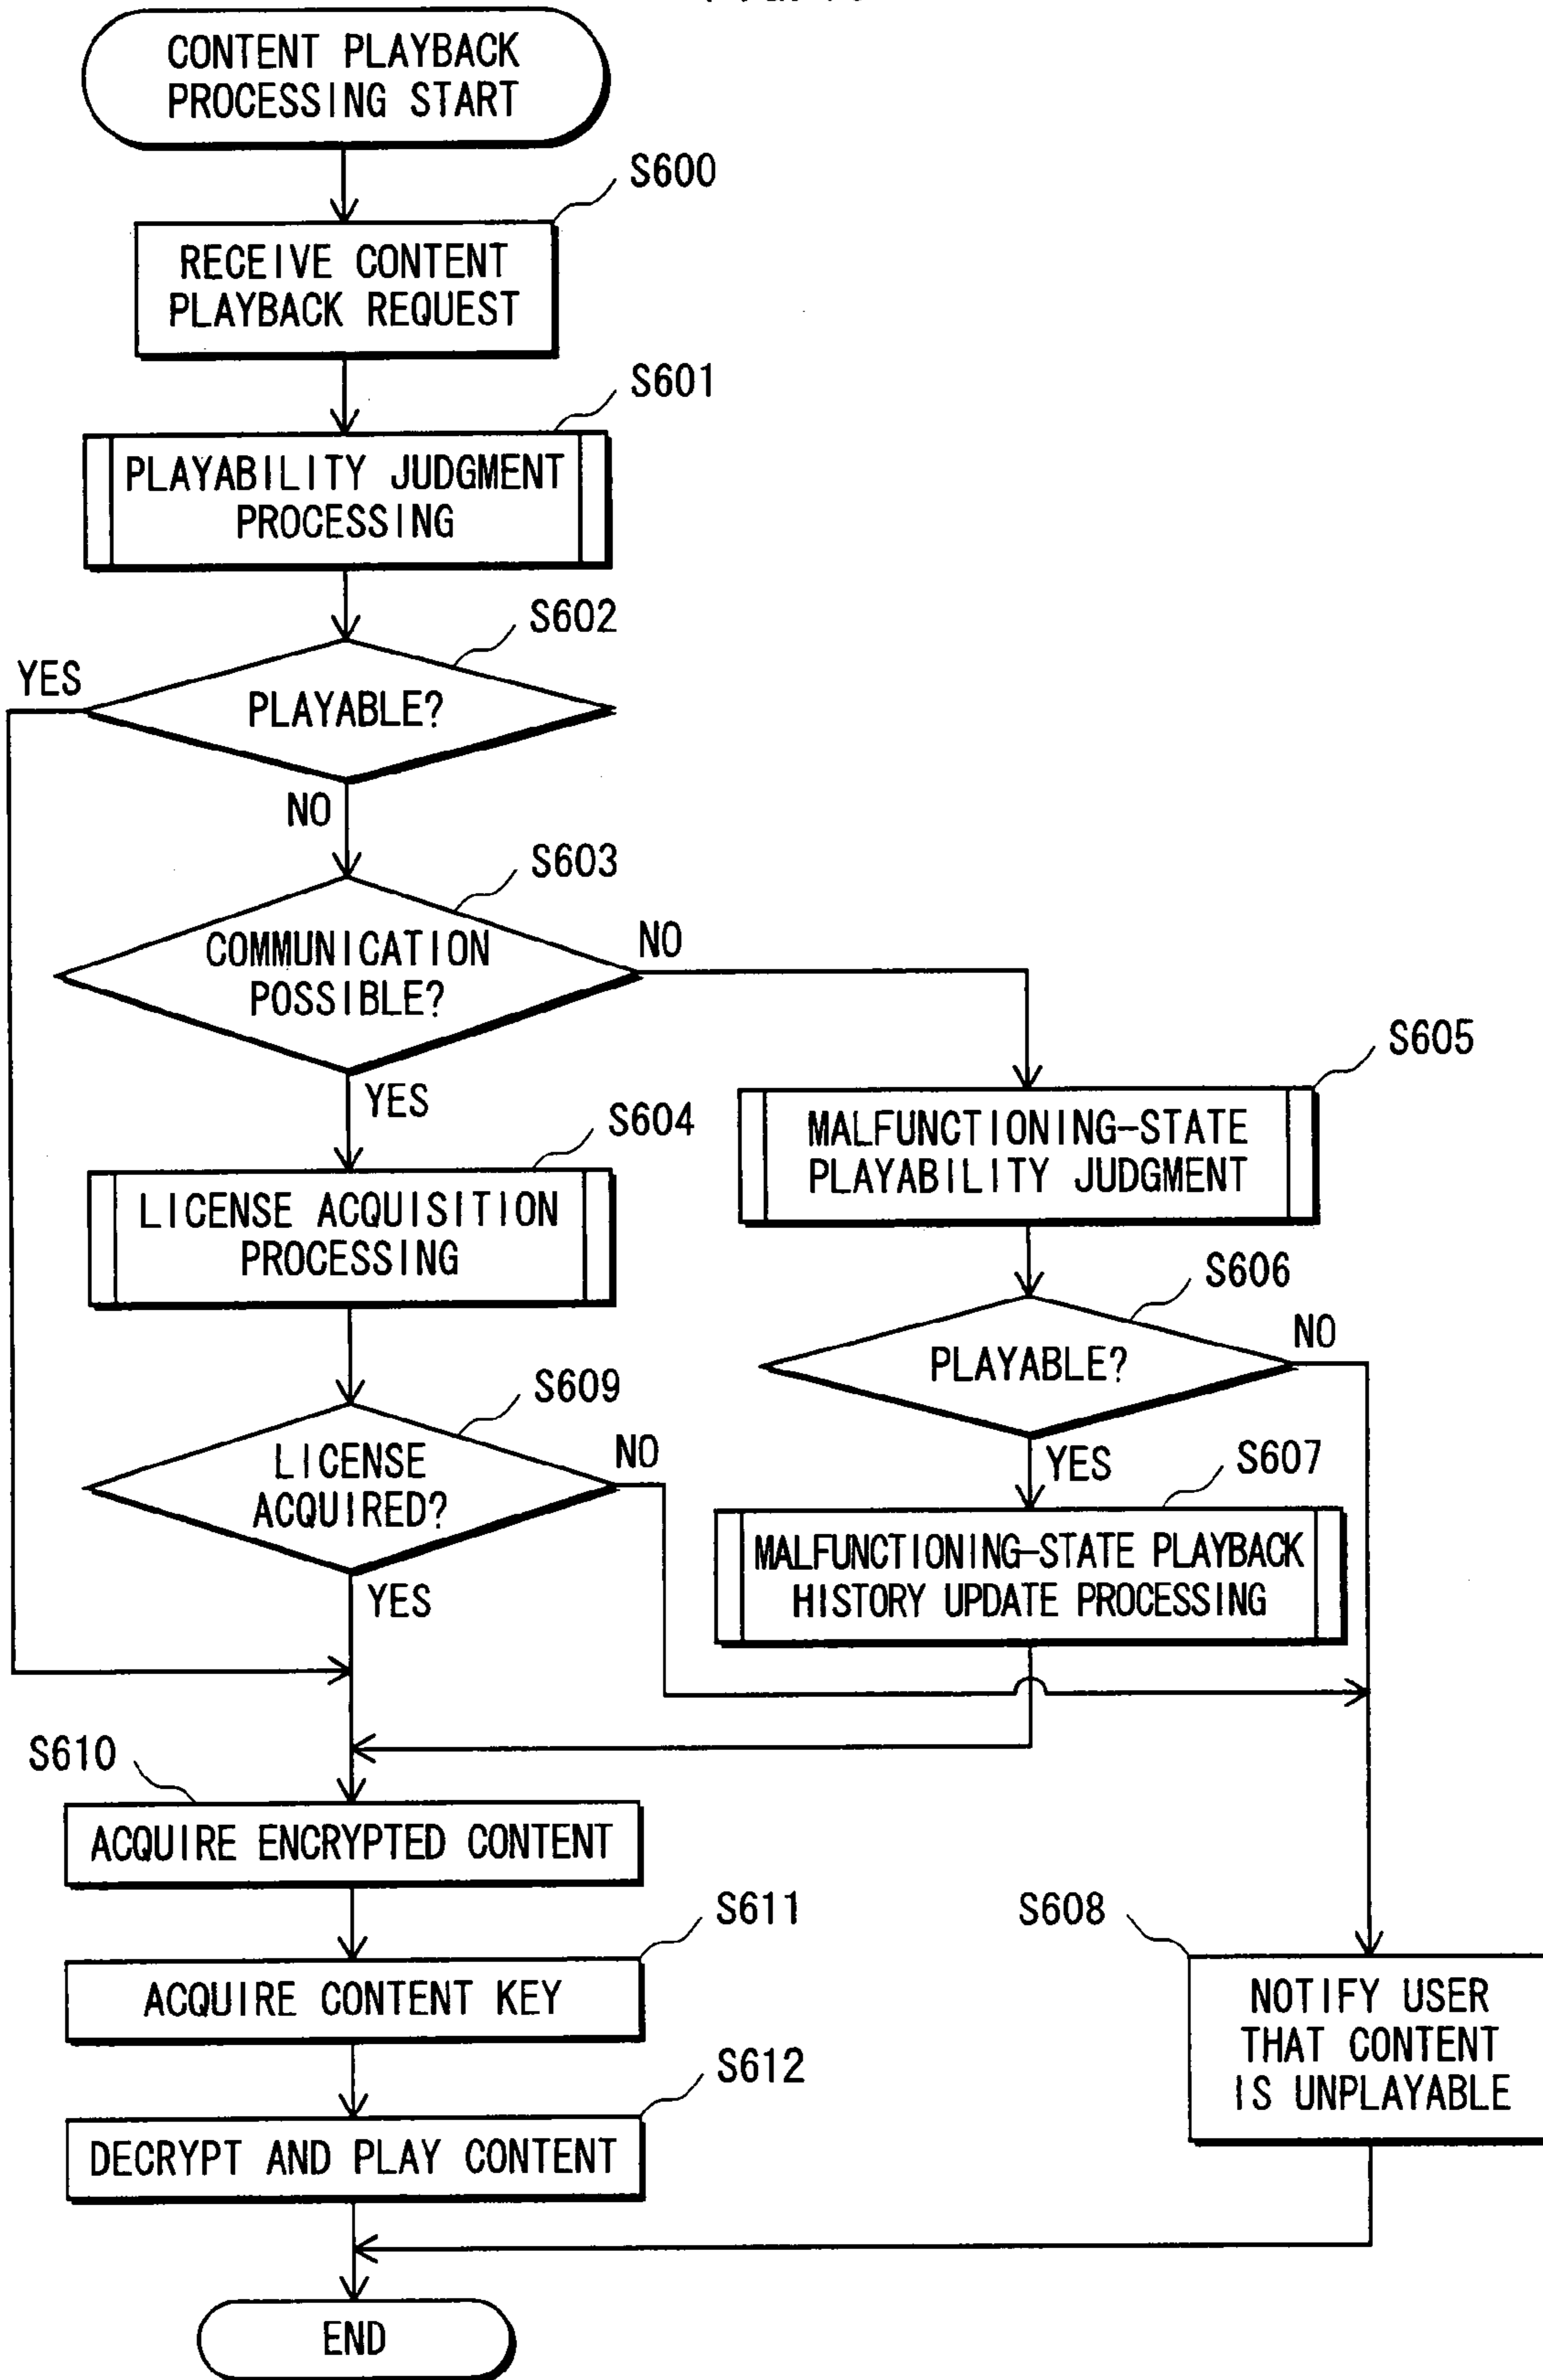 CONTENT PLAYBACK
PROCESSING START
S600
RECEIVE CONTENT
PLAYBACK REQUEST
S601
PLAYABILITY JUDGMENT
PROCESSING
S602
YES
PLAYABLE?
NO
S603
COMMUNICATION
POSSIBLE?
NO
YES
S604
LICENSE ACQUISITION
PROCESSING
S605
MALFUNCTIONING-STATE
PLAYABILITY JUDGMENT
S606
PLAYABLE?
NO
YES
S609
LICENSE
ACQUIRED?
NO
YES
S607
MALFUNCTIONING-STATE PLAYBACK
HISTORY UPDATE PROCESSING
S610
ACQUIRE ENCRYPTED CONTENT
S611
ACQUIRE CONTENT KEY
S612
DECRYPT AND PLAY CONTENT
S608
NOTIFY USER
THAT CONTENT
IS UNPLAYABLE
END